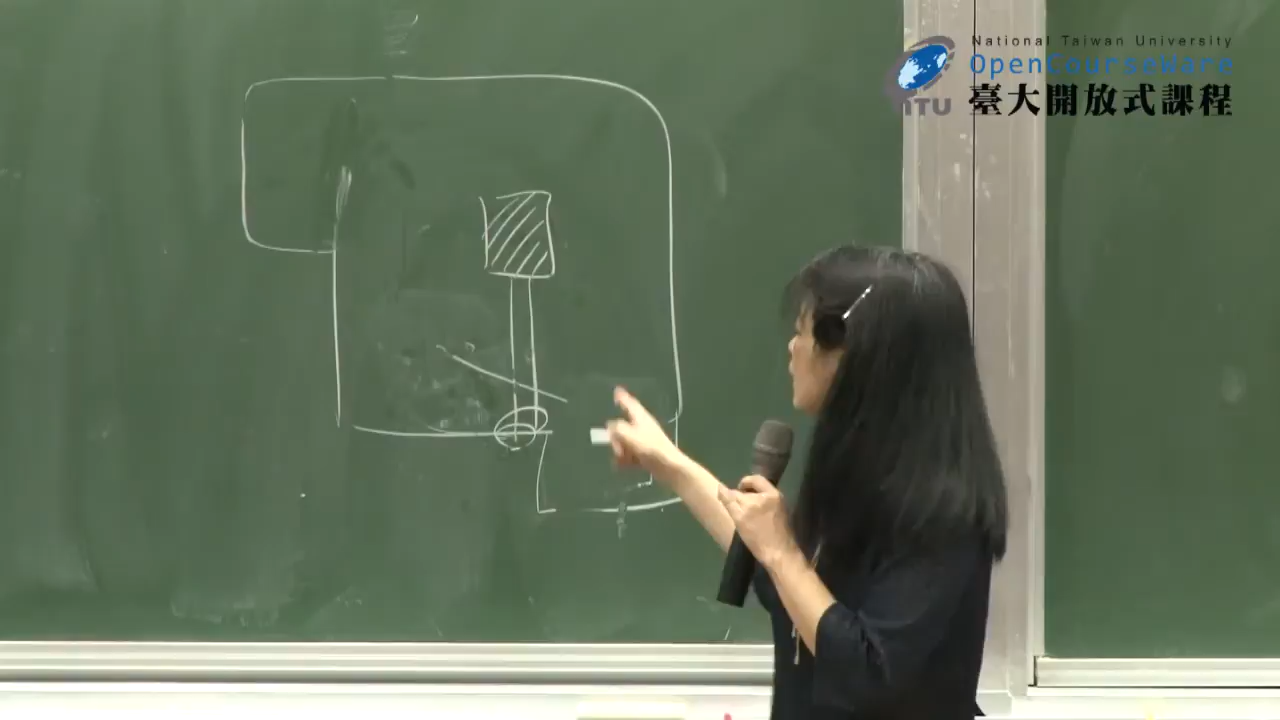 National Taiwan University
OpenCourseWare
NTU
臺大開放式課程